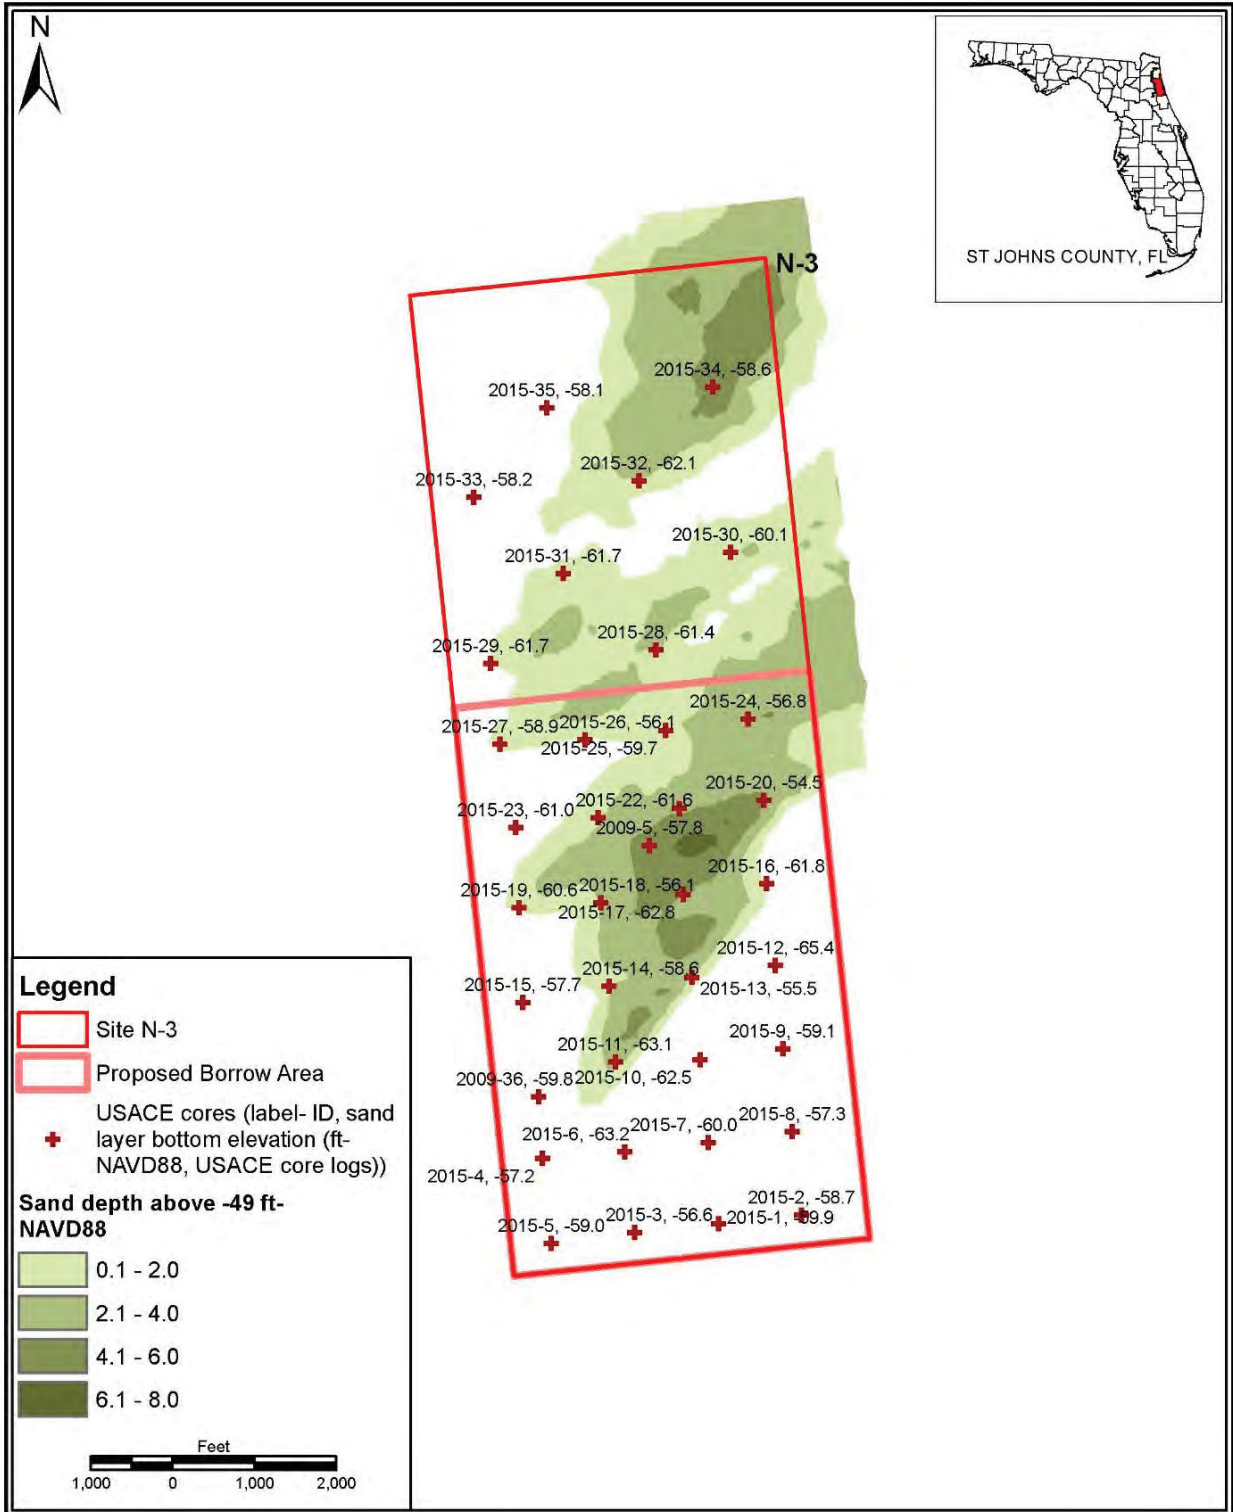 N
ST JOHNS COUNTY, FL
N-3
2015-34, -58.6
2015-35, -58.1
2015-32, -62.1
2015-33, -58.2
2015-30, -60.1
2015-31, -61.7
2015-28, -61.4
2015-29, -61.7
2015-24, -56.8
2015-27, -58.9
2015-26, -56.1
2015-25, -59.7
2015-20, -54.5
2015-23, -61.0
2015-22, -61.6
2009-5, -57.8
2015-16, -61.8
2015-19, -60.6
2015-18, -56.1
2015-17, -62.8
2015-12, -65.4
2015-14, -58.6
2015-15, -57.7
2015-13, -55.5
2015-9, -59.1
2015-11, -63.1
2009-36, -59.8
2015-10, -62.5
2015-8, -57.3
2015-7, -60.0
2015-6, -63.2
2015-4, -57.2
2015-2, -58.7
2015-3, -56.6
2015-1, -59.9
2015-5, -59.0
Legend
Site N-3
Proposed Borrow Area
USACE cores (label- ID, sand
layer bottom elevation (ft-
NAVD88, USACE core logs))
Sand depth above -49 ft-
NAVD88
0.1 - 2.0
2.1 - 4.0
4.1 - 6.0
6.1 - 8.0
Feet
1,000 0 1,000 2,000